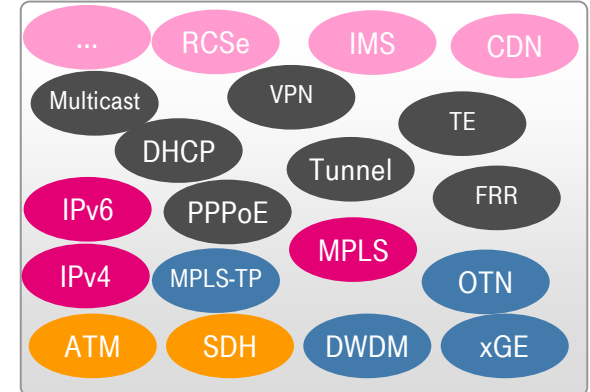 ...
RCSe
IMS
CDN
Multicast
VPN
TE
DHCP
Tunnel
FRR
IPv6
PPPoE
MPLS
IPv4
MPLS-TP
OTN
ATM
SDH
DWDM
xGE